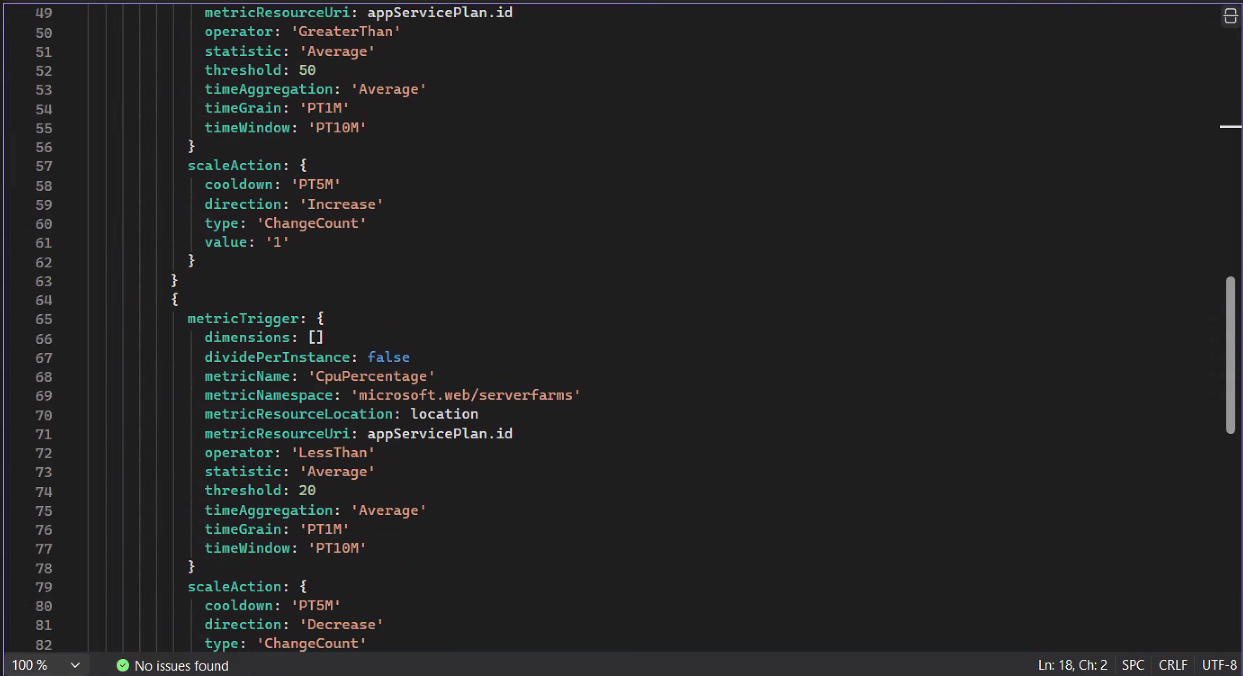 49 metricResourceUri: appServicePlan.id
50 operator: 'GreaterThan'
51 statistic: 'Average'
52 threshold: 50
53 timeAggregation: 'Average'
54 timeGrain: 'PT1M'
55 timeWindow: 'PT10M'
56 }
57 scaleAction: {
58 cooldown: 'PT5M'
59 direction: 'Increase'
60 type: 'ChangeCount'
61 value: '1'
62 }
63 }
64 {
65 metricTrigger: {
66 dimensions: []
67 dividePerInstance: false
68 metricName: 'CpuPercentage'
69 metricNamespace: 'microsoft.web/serverfarms'
70 metricResourceLocation: location
71 metricResourceUri: appServicePlan.id
72 operator: 'LessThan'
73 statistic: 'Average'
74 threshold: 20
75 timeAggregation: 'Average'
76 timeGrain: 'PT1M'
77 timeWindow: 'PT10M'
78 }
79 scaleAction: {
80 cooldown: 'PT5M'
81 direction: 'Decrease'
82 type: 'ChangeCount'
100 % No issues found Ln: 18, Ch: 2 SPC CRLF UTF-8